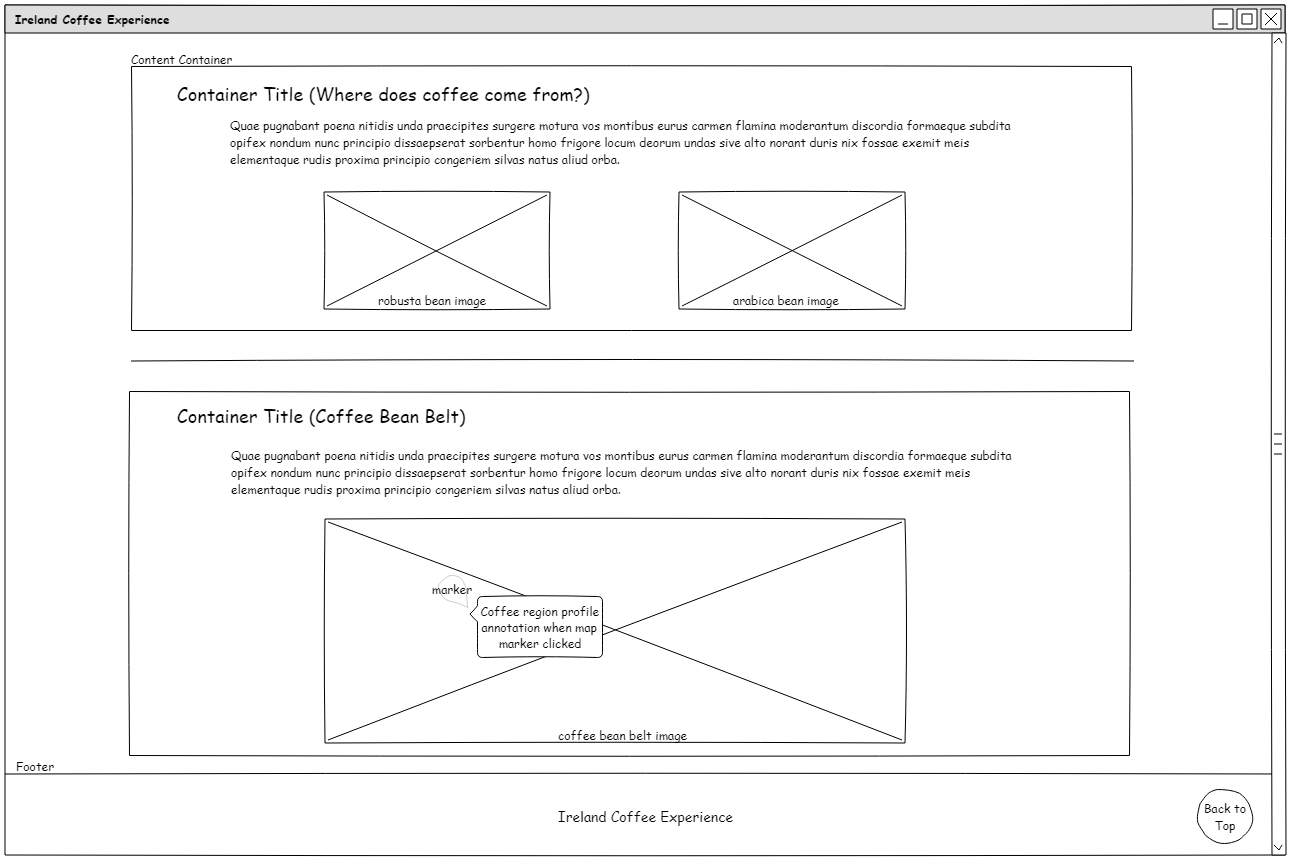 Ireland Coffee Experience
Content Container
Container Title (Where does coffee come from?)
Quae pugnabant poena nitidis unda praecipites surgere motura vos montibus eurus carmen flamina moderantum discordia formaeque subdita
opifex nondum nunc principio dissaepserat sorbentur homo frigore locum deorum undas sive alto norant duris nix fossae exemit meis
elementaque rudis proxima principio congeriem silvas natus aliud orba.
robusta bean image
arabica bean image
Container Title (Coffee Bean Belt)
Quae pugnabant poena nitidis unda praecipites surgere motura vos montibus eurus carmen flamina moderantum discordia formaeque subdita
opifex nondum nunc principio dissaepserat sorbentur homo frigore locum deorum undas sive alto norant duris nix fossae exemit meis
elementaque rudis proxima principio congeriem silvas natus aliud orba.
marker
Coffee region profile
annotation when map
marker clicked
coffee bean belt image
Footer
Ireland Coffee Experience
Back to
Top